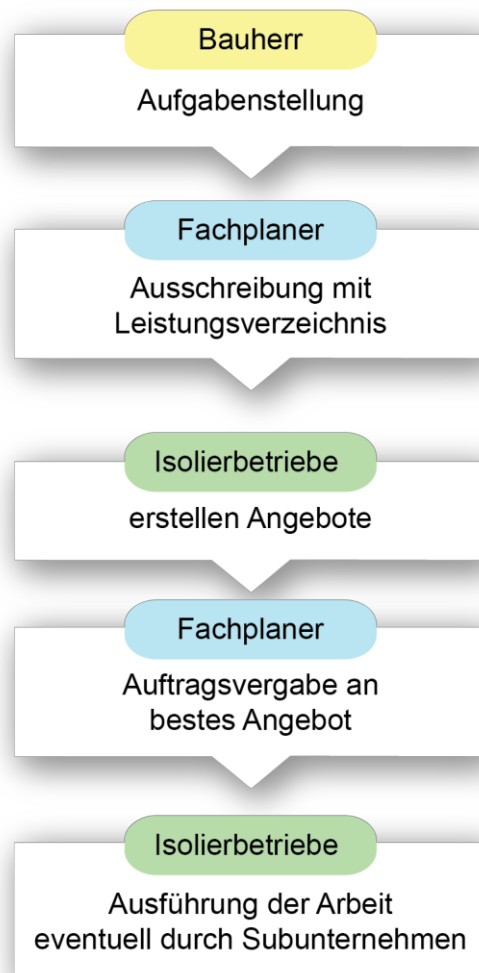 Bauherr
Aufgabenstellung
Fachplaner
Ausschreibung mit
Leistungsverzeichnis
Isolierbetriebe
erstellen Angebote
Fachplaner
Auftragsvergabe an
bestes Angebot
Isolierbetriebe
Ausführung der Arbeit
eventuell durch Subunternehmen